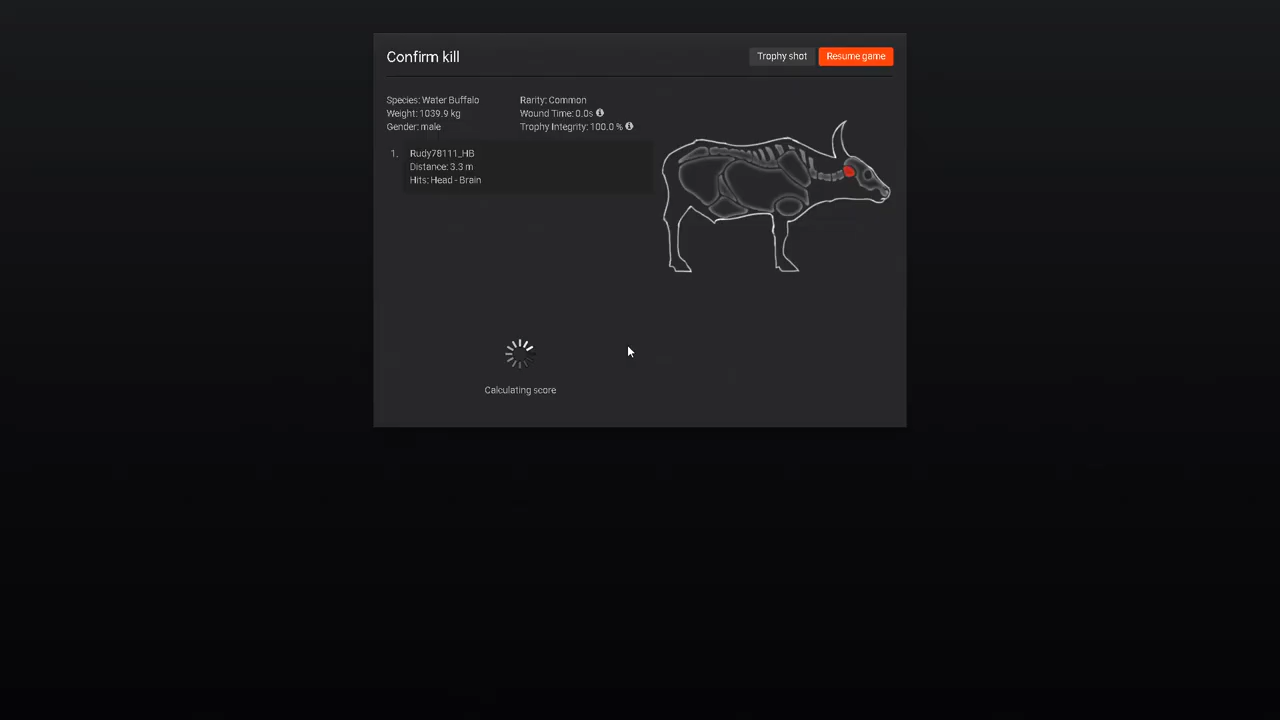 Confirm kill
Trophy shot
Resume game
Species: Water Buffalo
Weight: 1039.9 kg
Gender: male
Rarity: Common
Wound Time: 0.0s
Trophy Integrity: 100.0 %
1.
Rudy78111_HB
Distance: 3.3 m
Hits: Head - Brain
Calculating score